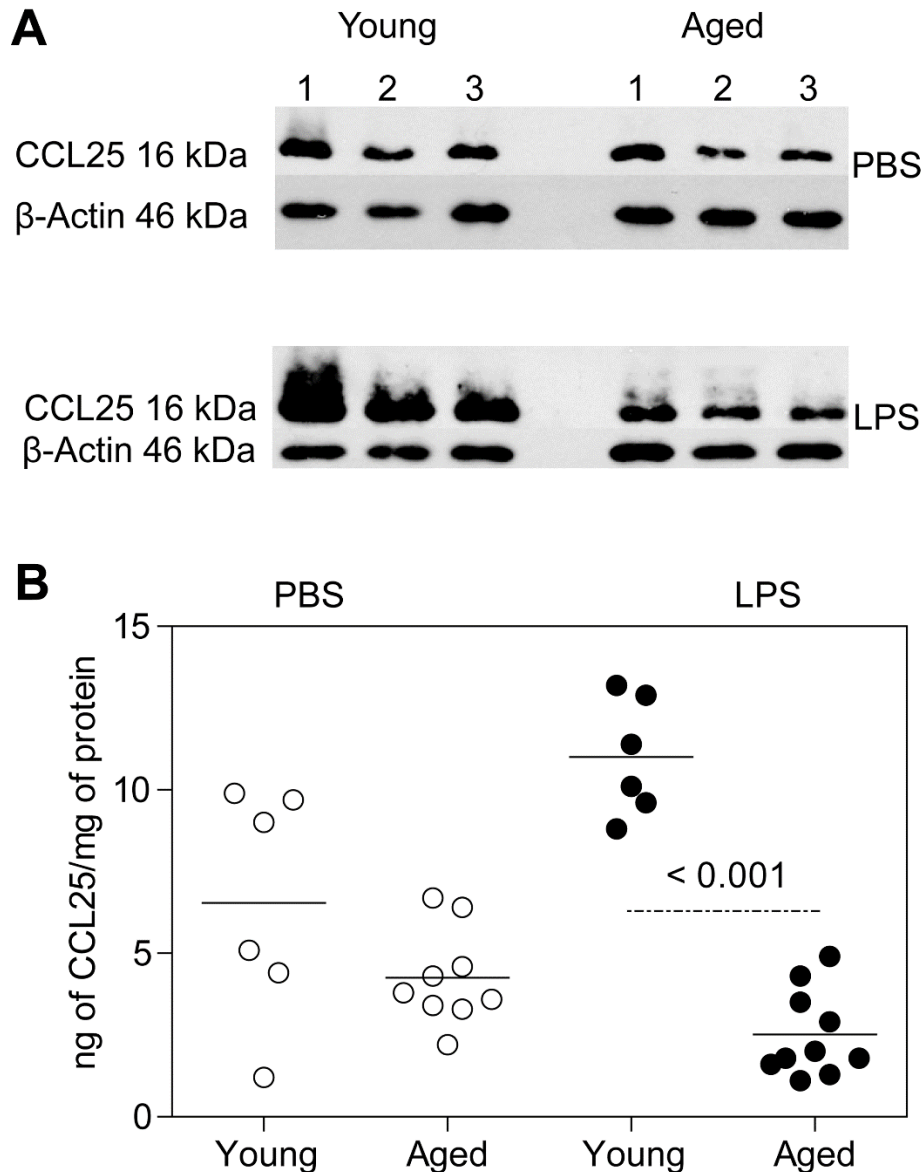 A
Young Aged
1 2 3 1 2 3
CCL25 16 kDa
PBS
β-Actin 46 kDa
CCL25 16 kDa
LPS
β-Actin 46 kDa
B
PBS LPS
15
10
5
0
ng of CCL25/mg of protein
< 0.001
Young Aged Young Aged